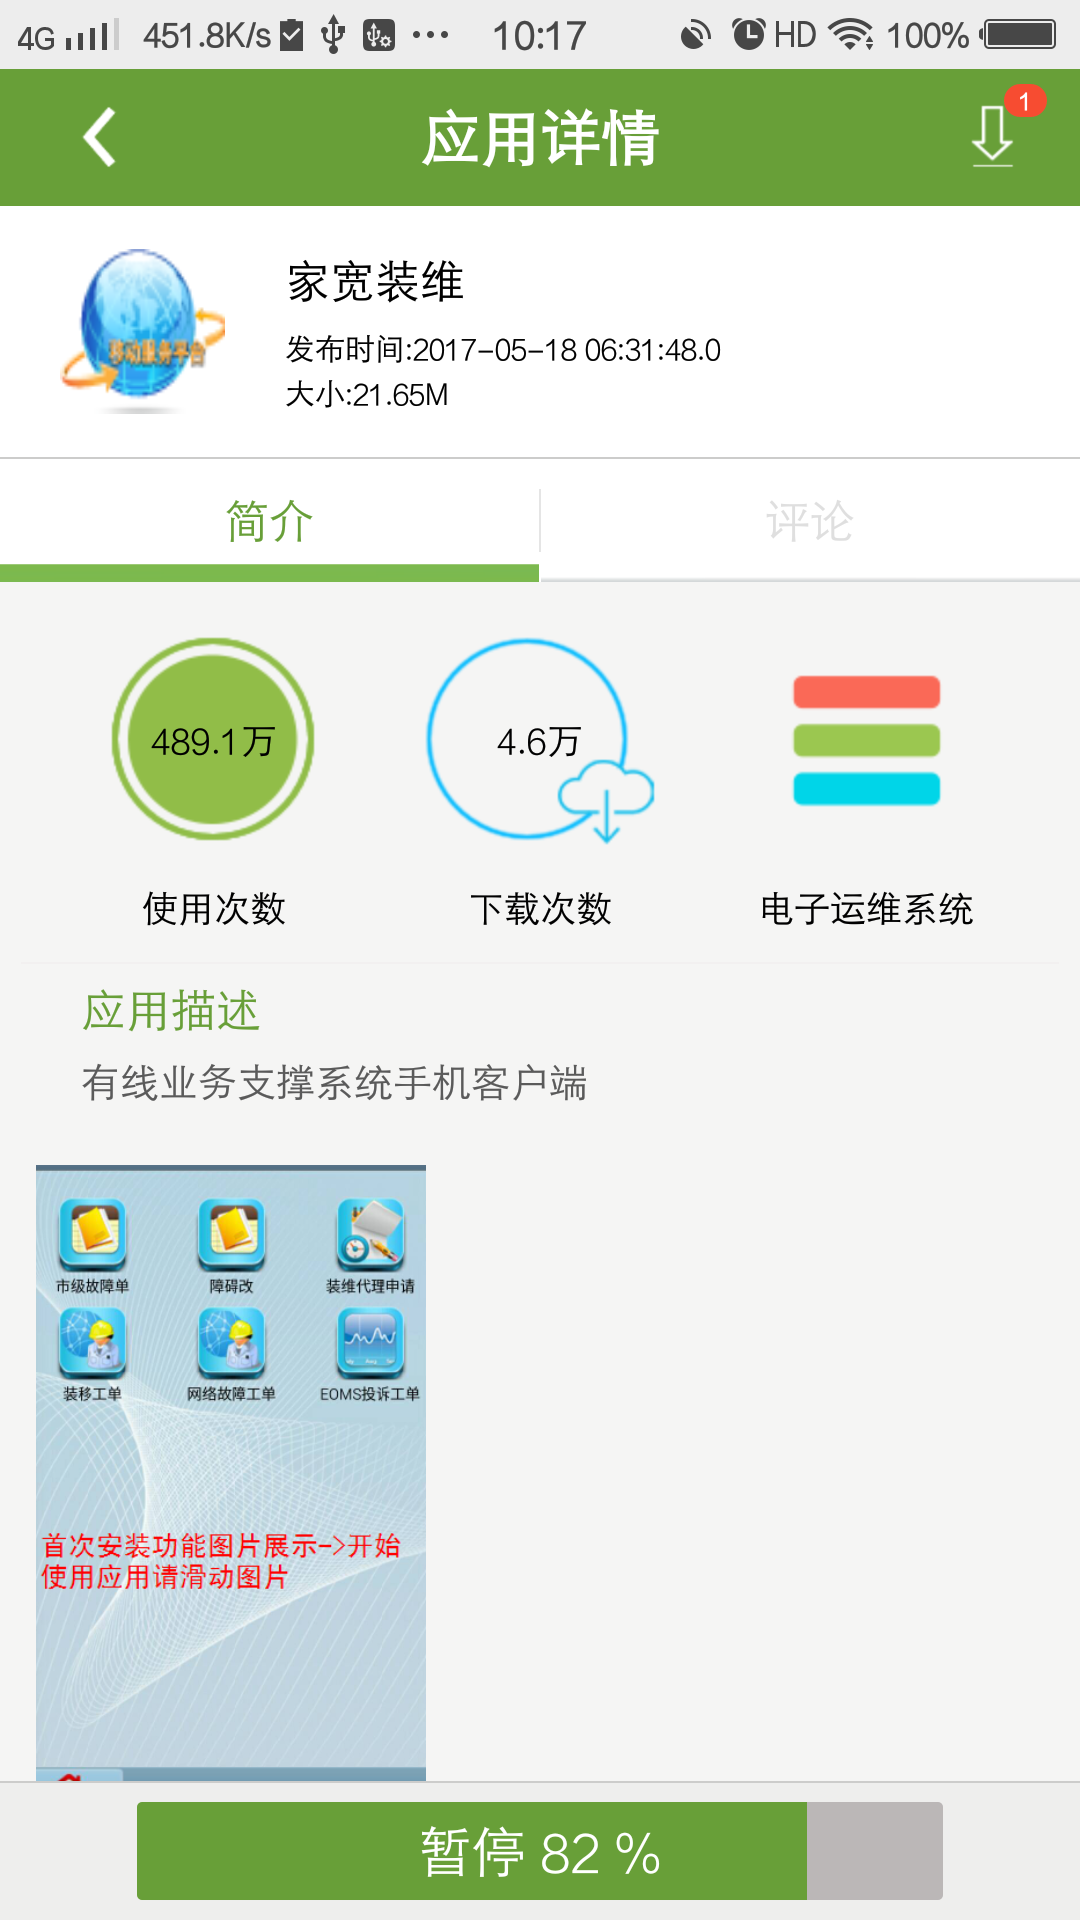 4G 451.8K/s 10:17 HD 100%
应用详情
1
移动服务平台
家宽装维
发布时间:2017-05-18 06:31:48.0
大小:21.65M
简介 评论
489.1万 4.6万
使用次数 下载次数 电子运维系统
应用描述
有线业务支撑系统手机客户端
市级故障单 障碍改 装维代理申请
装移工单 网络故障工单 EOMS投诉工单
首次安装功能图片展示->开始
使用应用请滑动图片
暂停 82 %